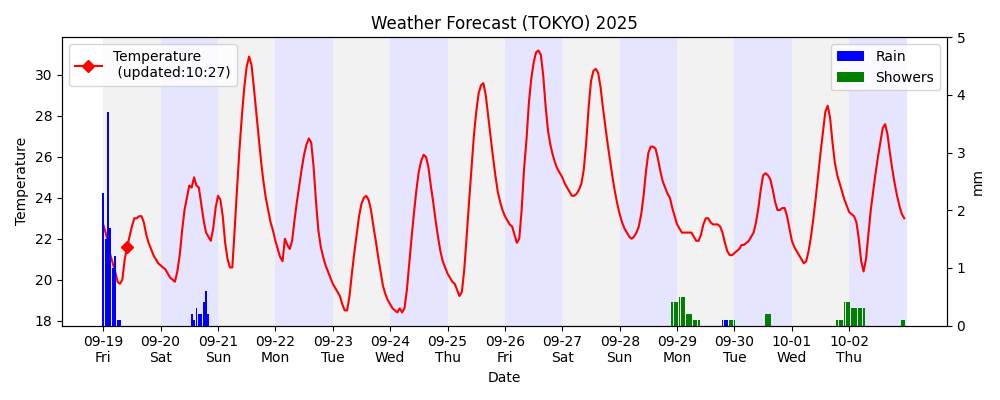 Weather Forecast (TOKYO) 2025
Temperature
(updated:10:27)
Rain
Showers
Temperature
30
28
26
24
22
20
18
5
4
3
2
1
0
mm
09-19 09-20 09-21 09-22 09-23 09-24 09-25 09-26 09-27 09-28 09-29 09-30 10-01 10-02
Fri Sat Sun Mon Tue Wed Thu Fri Sat Sun Mon Tue Wed Thu
Date